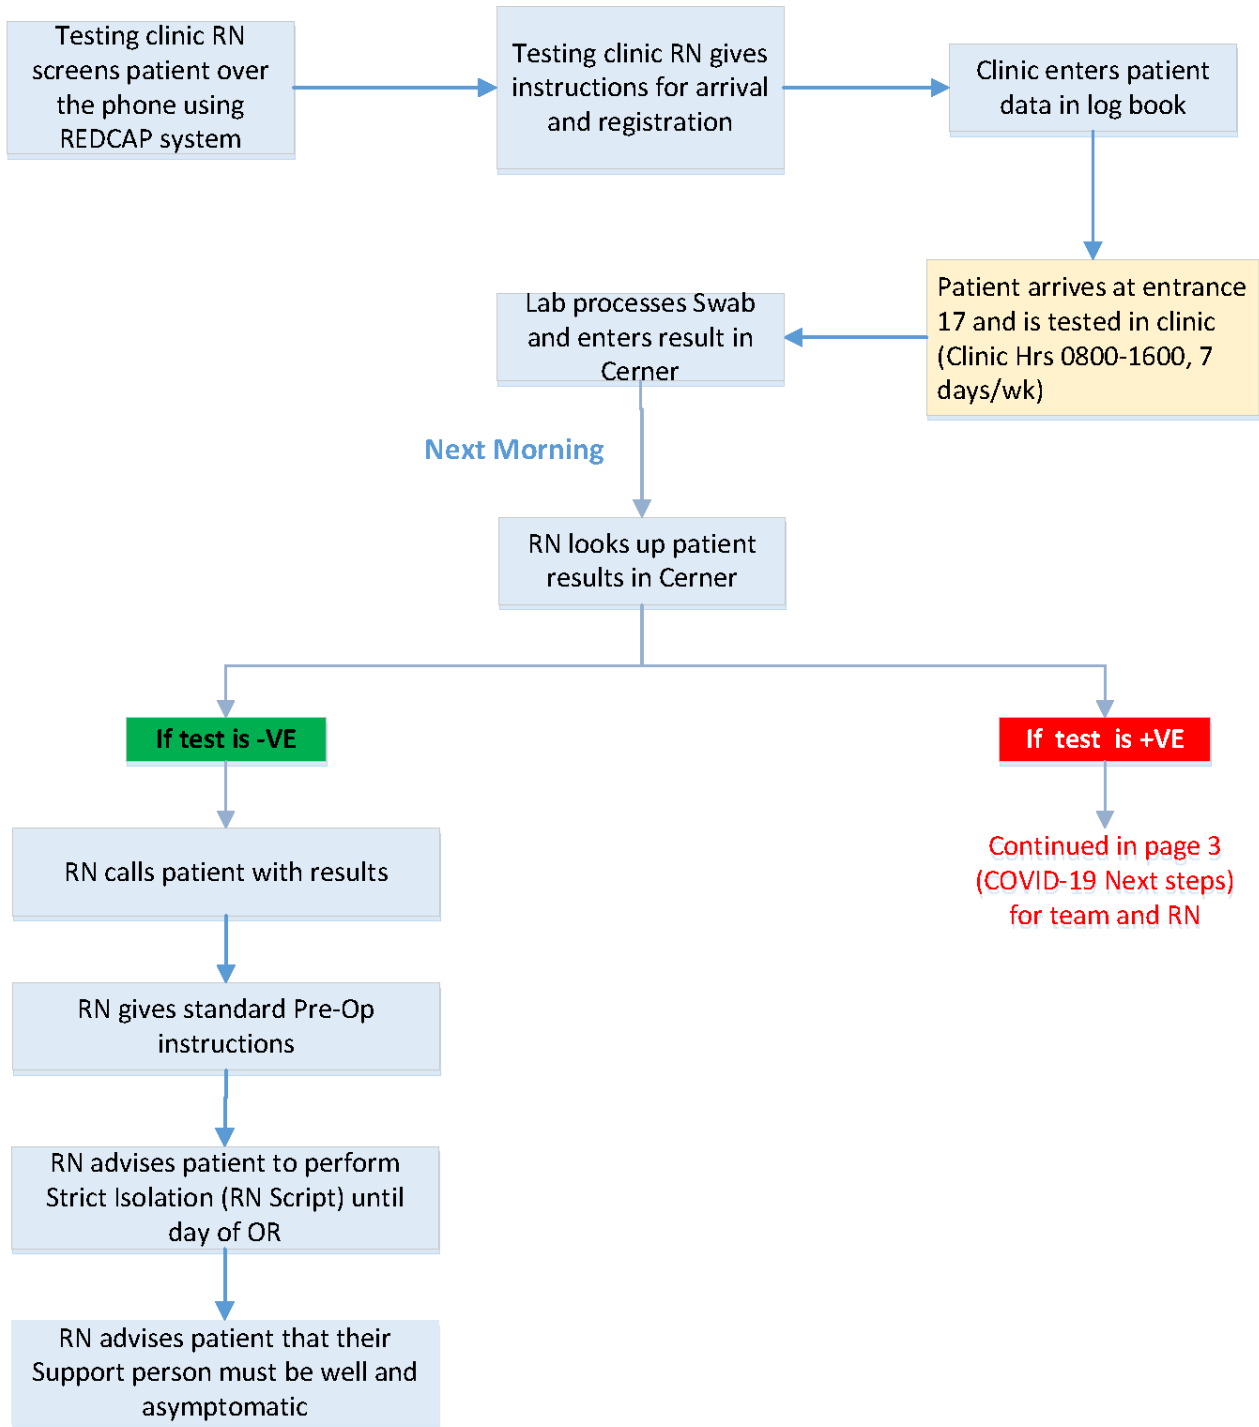 Testing clinic RN
screens patient over
the phone using
REDCAP system
Testing clinic RN gives
instructions for arrival
and registration
Clinic enters patient
data in log book
Patient arrives at entrance
17 and is tested in clinic
(Clinic Hrs 0800-1600, 7
days/wk)
Lab processes Swab
and enters result in
Cerner
Next Morning
RN looks up patient
results in Cerner
If test is -VE
If test is +VE
RN calls patient with results
Continued in page 3
(COVID-19 Next steps)
for team and RN
RN gives standard Pre-Op
instructions
RN advises patient to perform
Strict Isolation (RN Script) until
day of OR
RN advises patient that their
Support person must be well and
asymptomatic